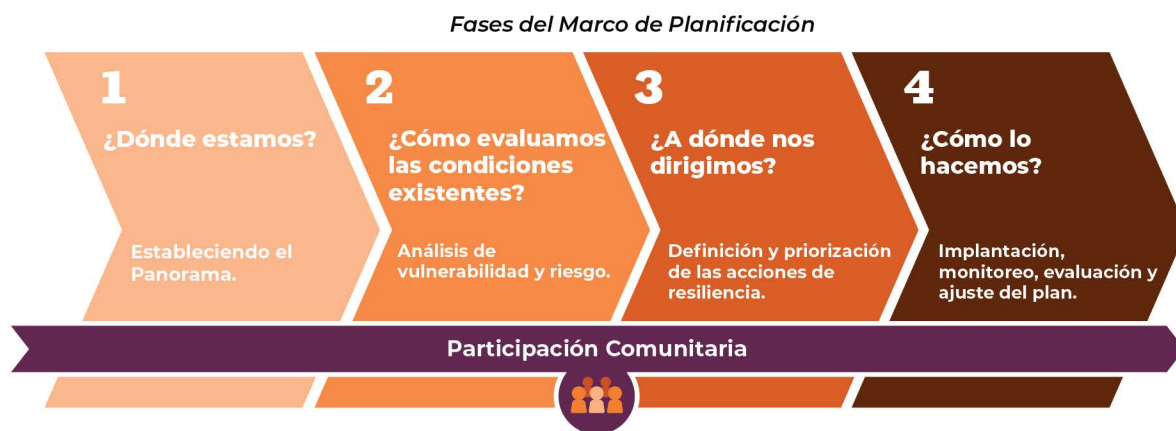 Fases del Marco de Planificación
1
¿Dónde estamos?
Estableciendo el
Panorama.
2
¿Cómo evaluamos
las condiciones
existentes?
Análisis de
vulnerabilidad y riesgo.
3
¿A dónde nos
dirigimos?
Definición y priorización
de las acciones de
resiliencia.
4
¿Cómo lo
hacemos?
Implantación,
monitoreo, evaluación y
ajuste del plan.
Participación Comunitaria